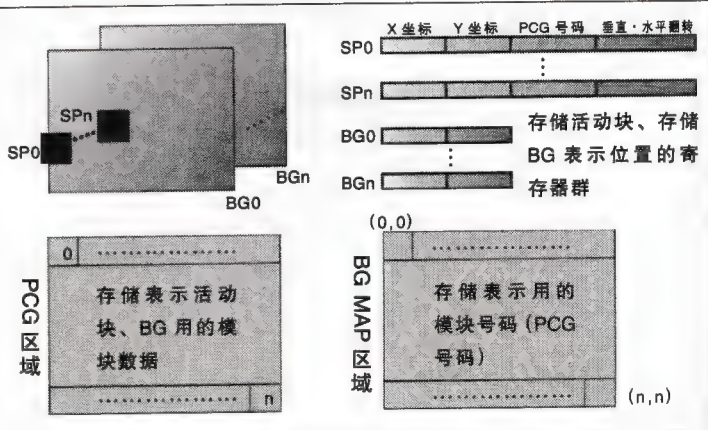 X 坐标 Y 坐标 PCG 号码 垂直·水平翻转
SP0
SPn
SPn
SP0
BGn
BG0
BG0
BGn
存储活动块、存储
BG 表示位置的寄
存器群
PCG 区域
0
存储表示活动
块、BG 用的模
块数据
n
BG MAP 区域
(0,0)
存储表示用的
模块号码(PCG
号码)
(n,n)